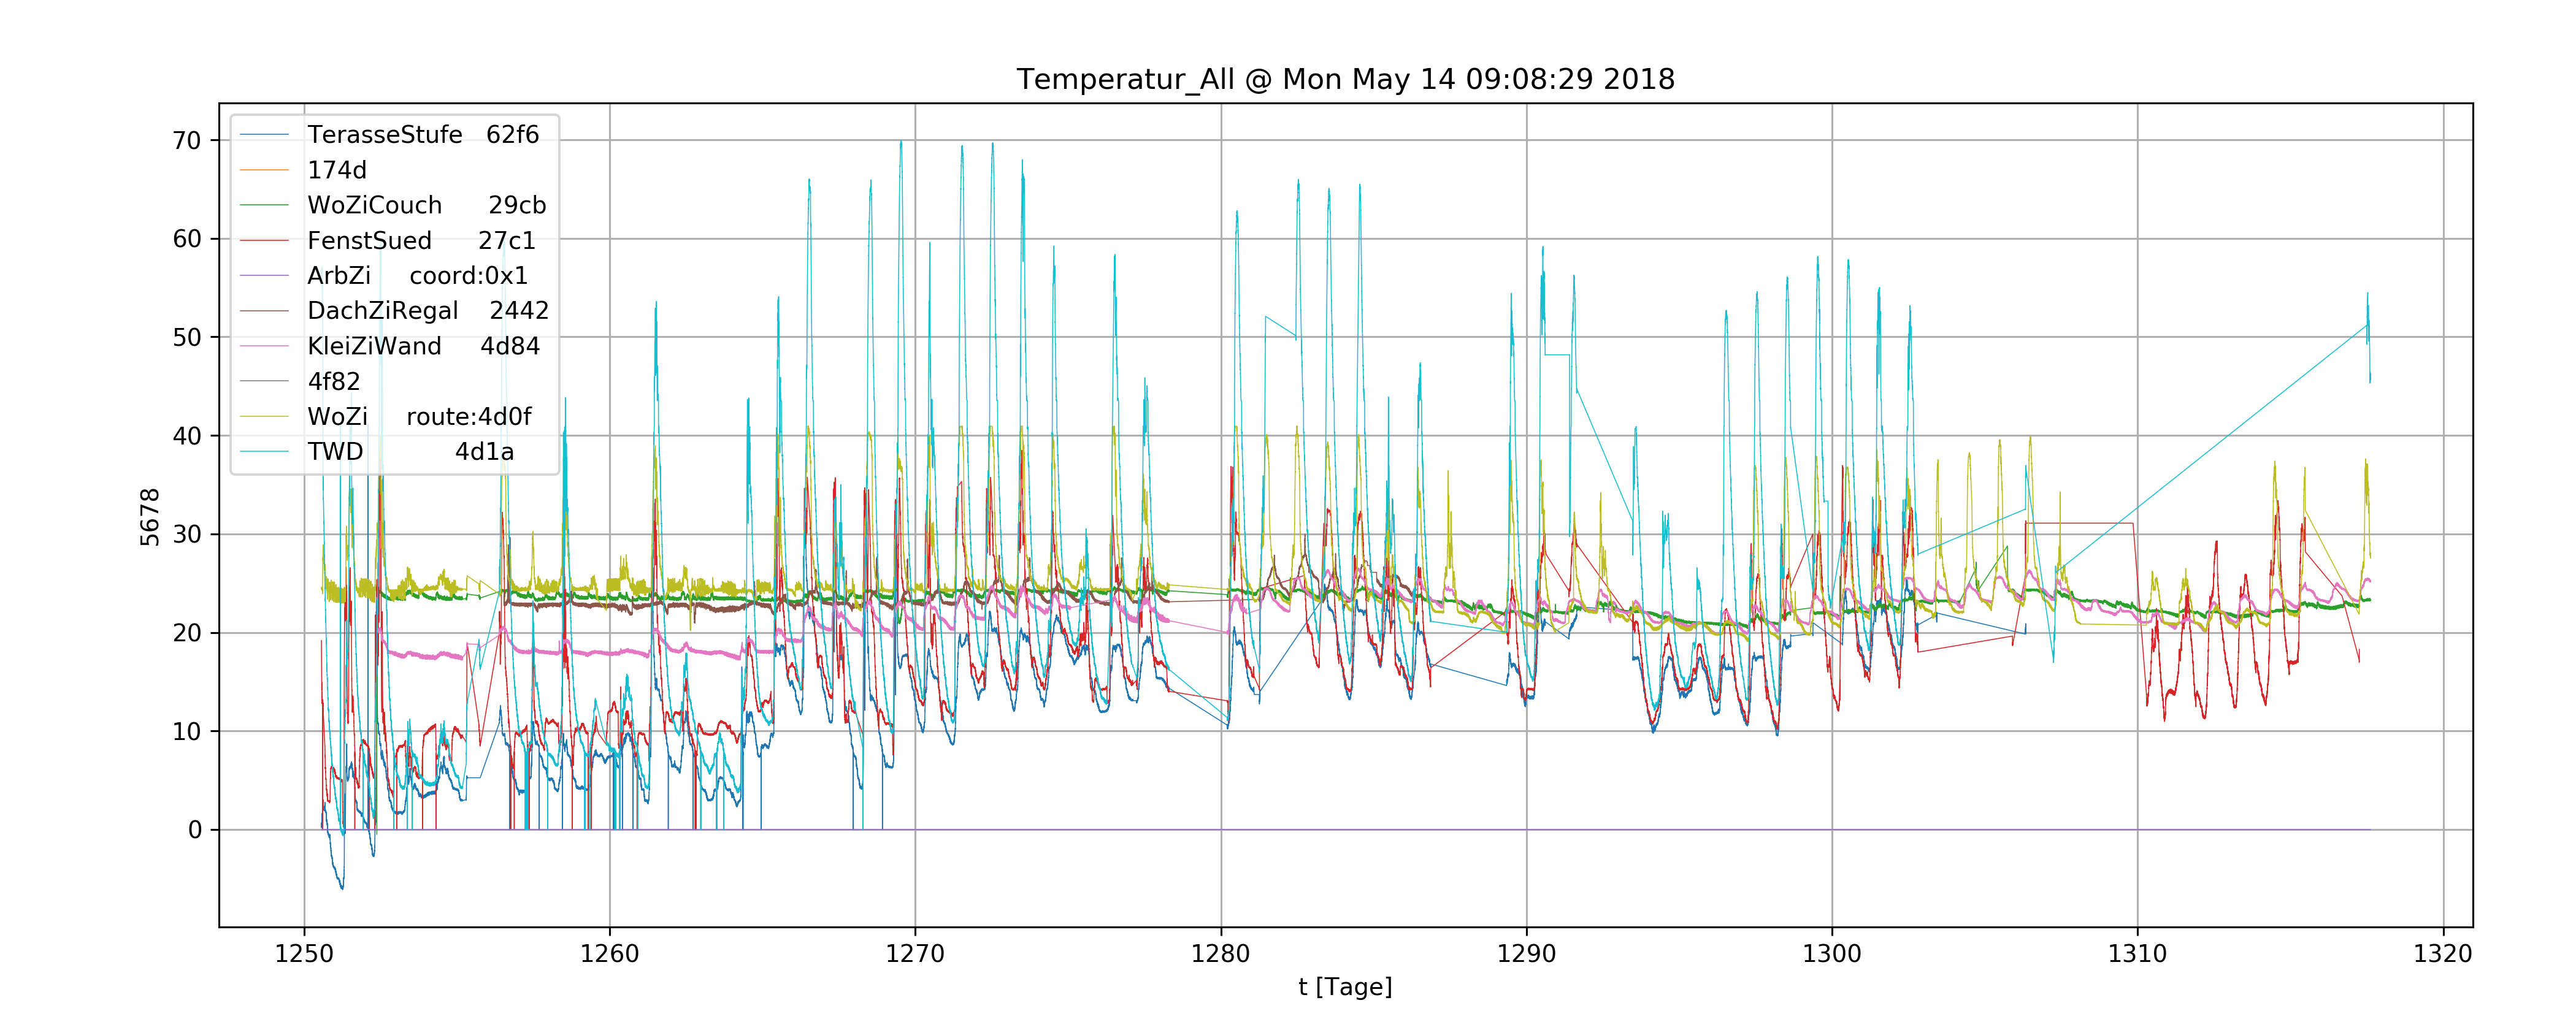 Temperatur_All @ Mon May 14 09:08:29 2018
70
60
50
40
30
20
10
0
5678
TerasseStufe 62f6
174d
WoZiCouch 29cb
FenstSued 27c1
ArbZi coord:0x1
DachZiRegal 2442
KleiZiWand 4d84
4f82
WoZi route:4d0f
TWD 4d1a
1250 1260 1270 1280 1290 1300 1310 1320
t [Tage]